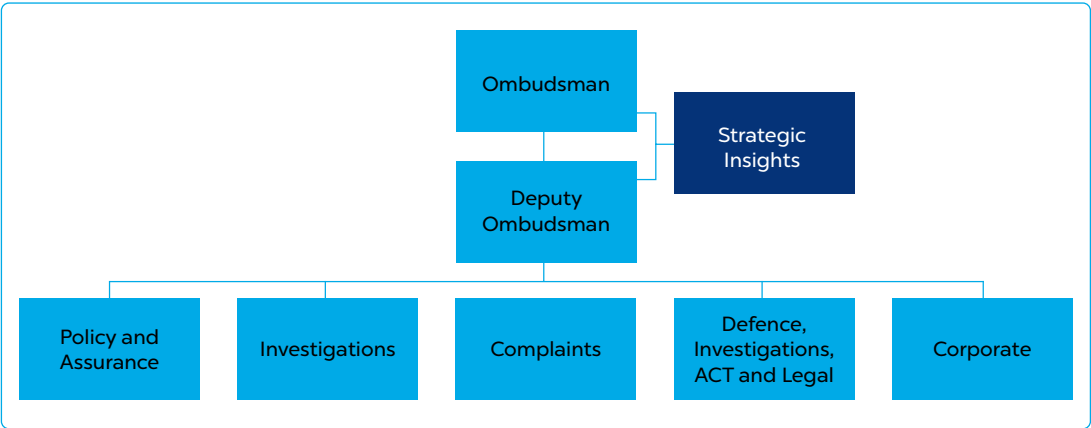 Ombudsman
Strategic
Insights
Deputy
Ombudsman
Policy and
Assurance
Investigations
Complaints
Defence,
Investigations,
ACT and Legal
Corporate